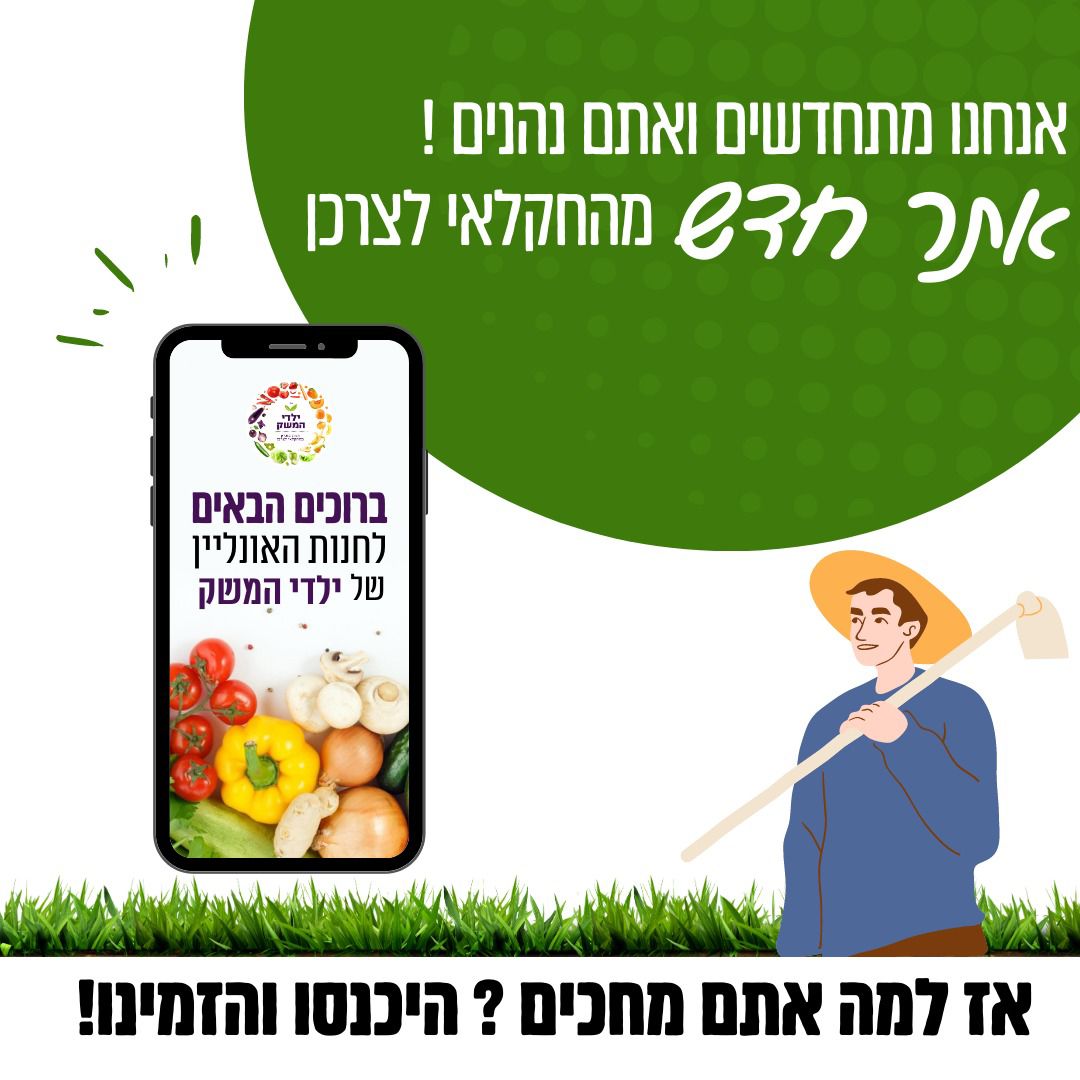 אנחנו מתחדשים ואתם נהנים !
אתר חדש מהחקלאי לצרכן
ילדי
המשק
ברוכים הבאים
לחנות האונליין
של ילדי המשק
אז למה אתם מחכים ? היכנסו והזמינו!